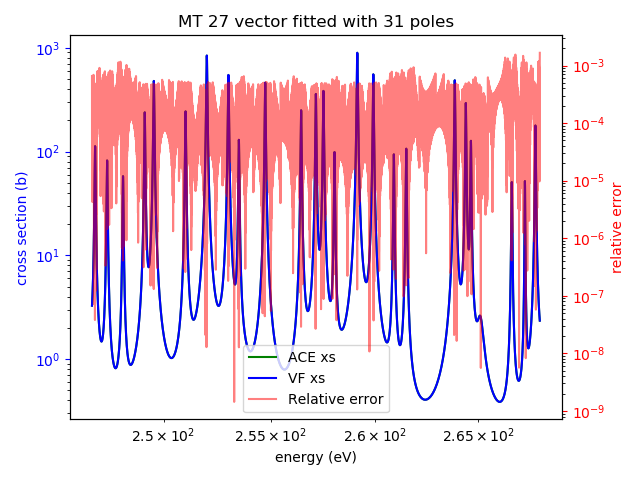 MT 27 vector fitted with 31 poles
10³
10²
10¹
10⁰
cross section (b)
10⁻³
10⁻⁴
10⁻⁵
10⁻⁶
10⁻⁷
10⁻⁸
10⁻⁹
relative error
ACE xs
VF xs
Relative error
2.5 × 10² 2.55 × 10² 2.6 × 10² 2.65 × 10²
energy (eV)